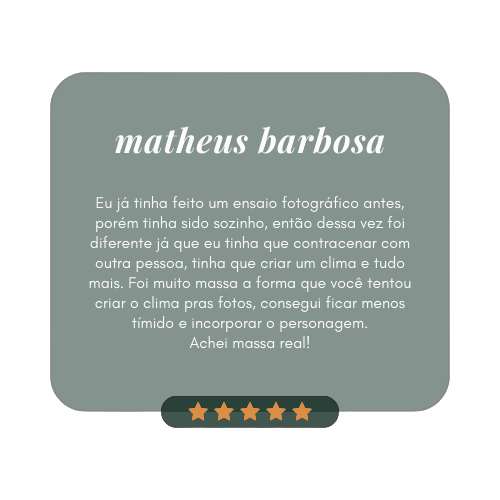 matheus barbosa
Eu já tinha feito um ensaio fotográfico antes,
porém tinha sido sozinho, então dessa vez foi
diferente já que eu tinha que contracenar com
outra pessoa, tinha que criar um clima e tudo
mais. Foi muito massa a forma que você tentou
criar o clima pras fotos, consegui ficar menos
tímido e incorporar o personagem.
Achei massa real!